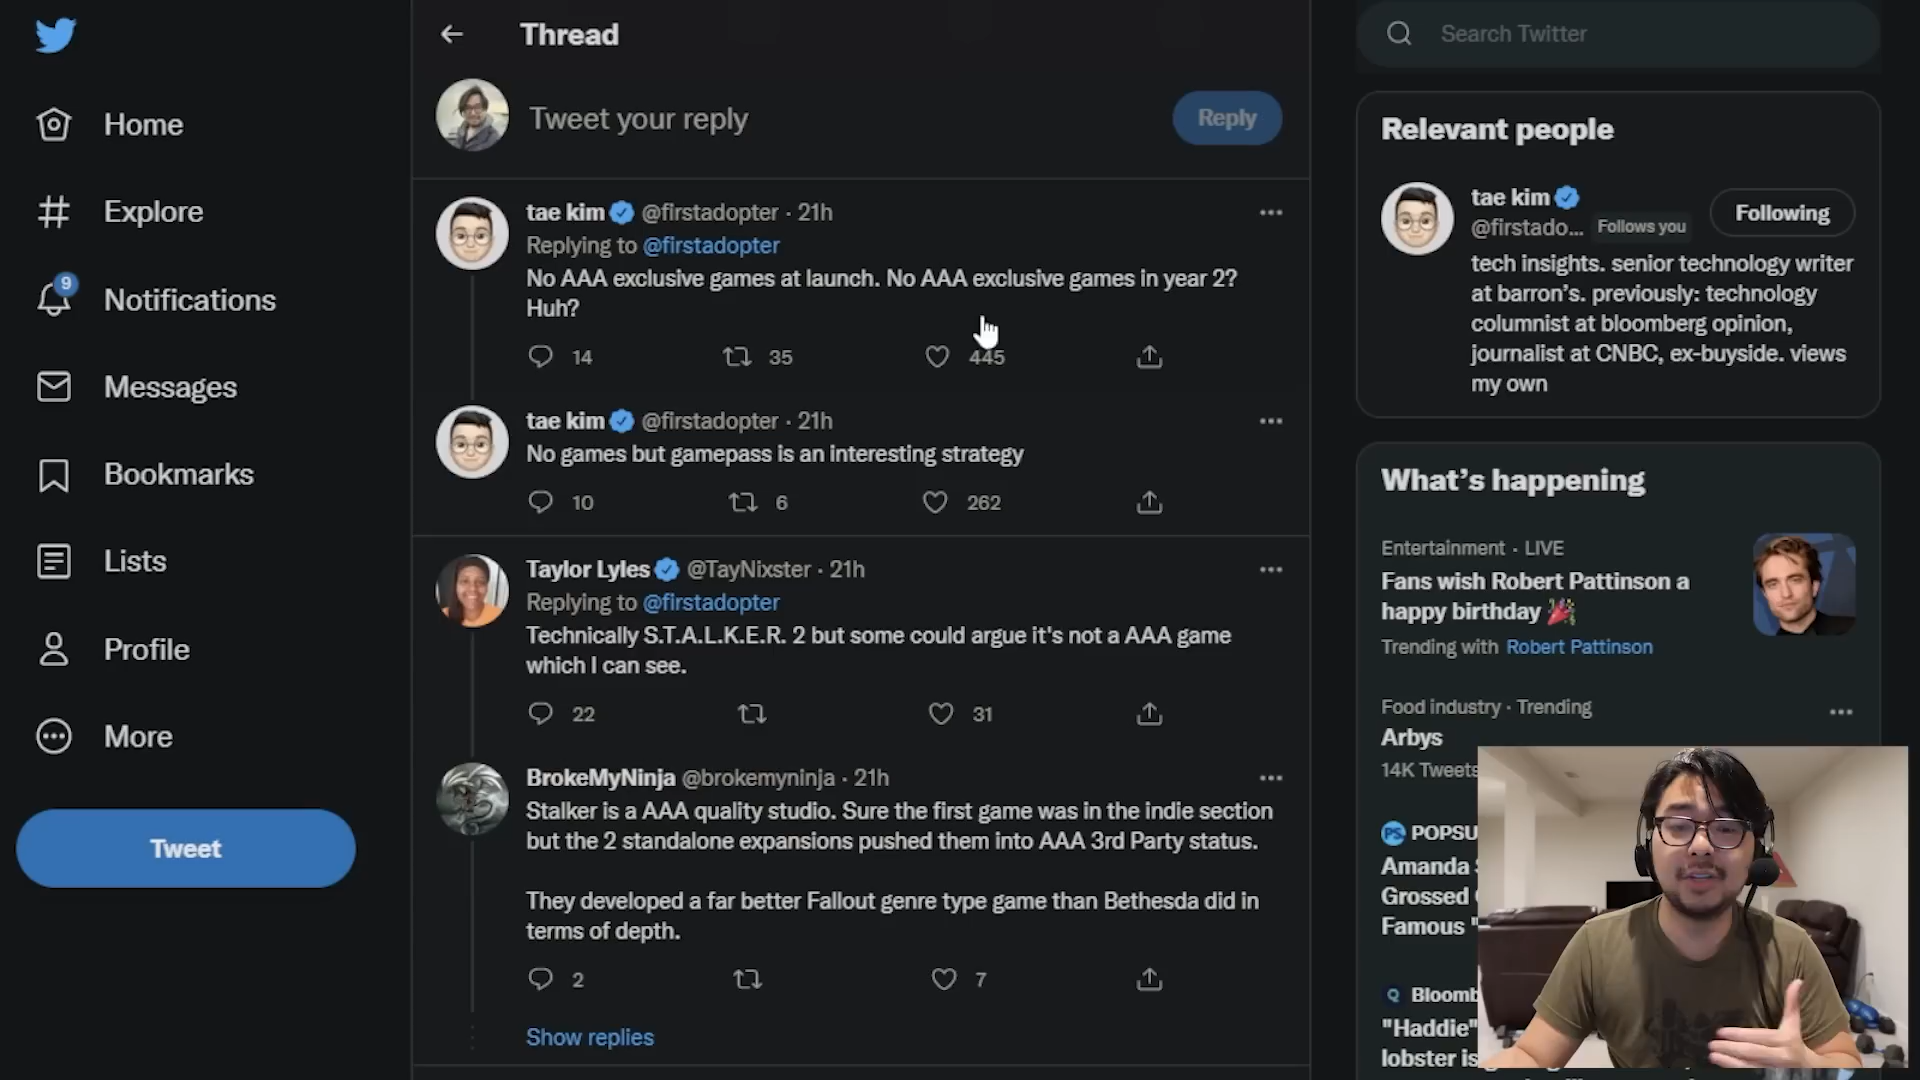 Home
Explore
9
Notifications
Messages
Bookmarks
Lists
Profile
More
Tweet
Thread
Tweet your reply
Reply
tae kim @firstadopter · 21h
Replying to @firstadopter
No AAA exclusive games at launch. No AAA exclusive games in year 2?
Huh?
14 35 445
tae kim @firstadopter · 21h
No games but gamepass is an interesting strategy
10 6 262
Taylor Lyles @TayNixster · 21h
Replying to @firstadopter
Technically S.T.A.L.K.E.R. 2 but some could argue it's not a AAA game
which I can see.
22 31
BrokeMyNinja @brokemyninja · 21h
Stalker is a AAA quality studio. Sure the first game was in the indie section
but the 2 standalone expansions pushed them into AAA 3rd Party status.
They developed a far better Fallout genre type game than Bethesda did in
terms of depth.
2 7
Show replies
Search Twitter
Relevant people
tae kim
@firstado... Follows you
Following
tech insights. senior technology writer
at barron's. previously: technology
columnist at bloomberg opinion,
journalist at CNBC, ex-buyside. views
my own
What's happening
Entertainment · LIVE
Fans wish Robert Pattinson a
happy birthday 🎉
Trending with Robert Pattinson
Food industry · Trending
Arbys
14K Tweets
PS POPSU
Amanda
Grossed
Famous "
Bloomb
"Haddie"
lobster is